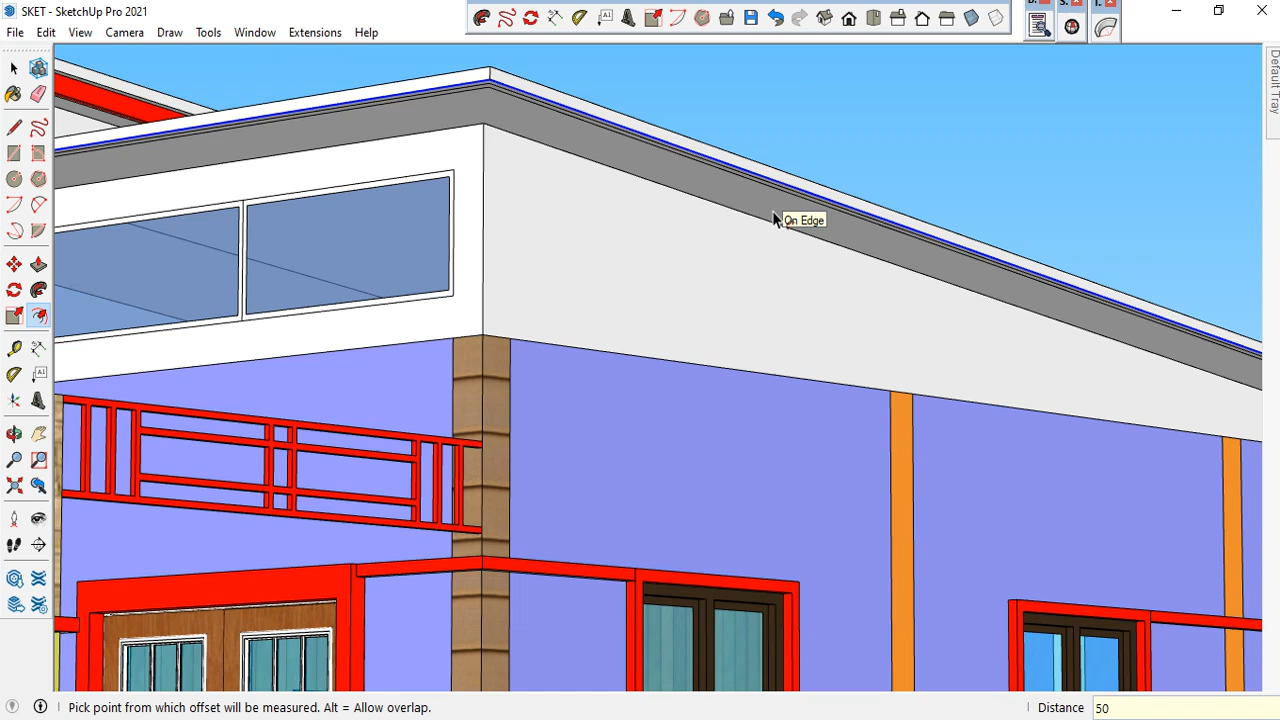 SKET - SketchUp Pro 2021
File Edit View Camera Draw Tools Window Extensions Help
Default Tray
On Edge
Pick point from which offset will be measured. Alt = Allow overlap.
Distance 50